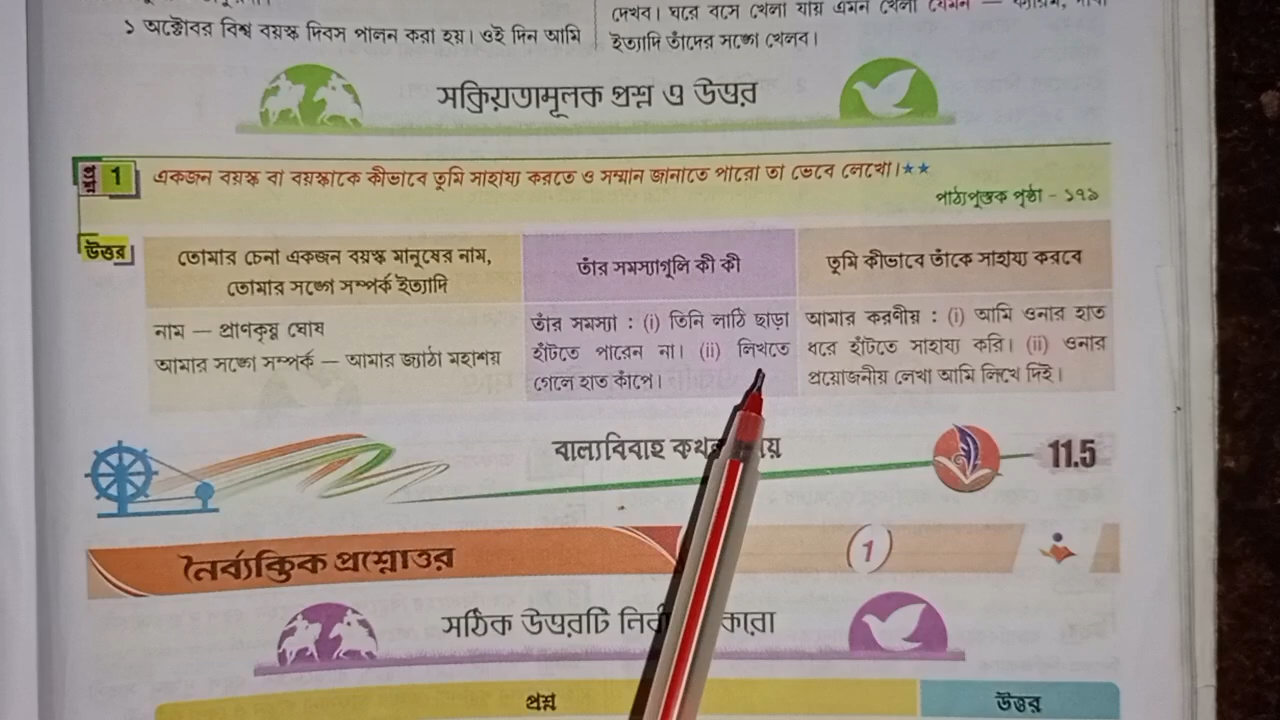 ১ অক্টোবর বিশ্ব বয়স্ক দিবস পালন করা হয়। ওই দিন আমি
দেখব। ঘরে বসে খেলা যায় এমন খেলা যেমন —
ইত্যাদি তাঁদের সঙ্গে খেলব।
সক্রিয়তামূলক প্রশ্ন ও উত্তর
প্রশ্ন 1 একজন বয়স্ক বা বয়স্কাকে কীভাবে তুমি সাহায্য করতে ও সম্মান জানাতে পারো তা ভেবে লেখো।★★
পাঠ্যপুস্তক পৃষ্ঠা - ১৭৯
উত্তর
তোমার চেনা একজন বয়স্ক মানুষের নাম,
তোমার সঙ্গে সম্পর্ক ইত্যাদি
তাঁর সমস্যাগুলি কী কী
তুমি কীভাবে তাঁকে সাহায্য করবে
নাম — প্রাণকৃষ্ণ ঘোষ
আমার সঙ্গে সম্পর্ক — আমার জ্যাঠা মহাশয়
তাঁর সমস্যা : (i) তিনি লাঠি ছাড়া
হাঁটতে পারেন না। (ii) লিখতে
গেলে হাত কাঁপে।
আমার করণীয় : (i) আমি ওনার হাত
ধরে হাঁটতে সাহায্য করি। (ii) ওনার
প্রয়োজনীয় লেখা আমি লিখে দিই।
বাল্যবিবাহ
11.5
নৈর্ব্যক্তিক প্রশ্নোত্তর
1
সঠিক উত্তরটি করো
প্রশ্ন
উত্তর